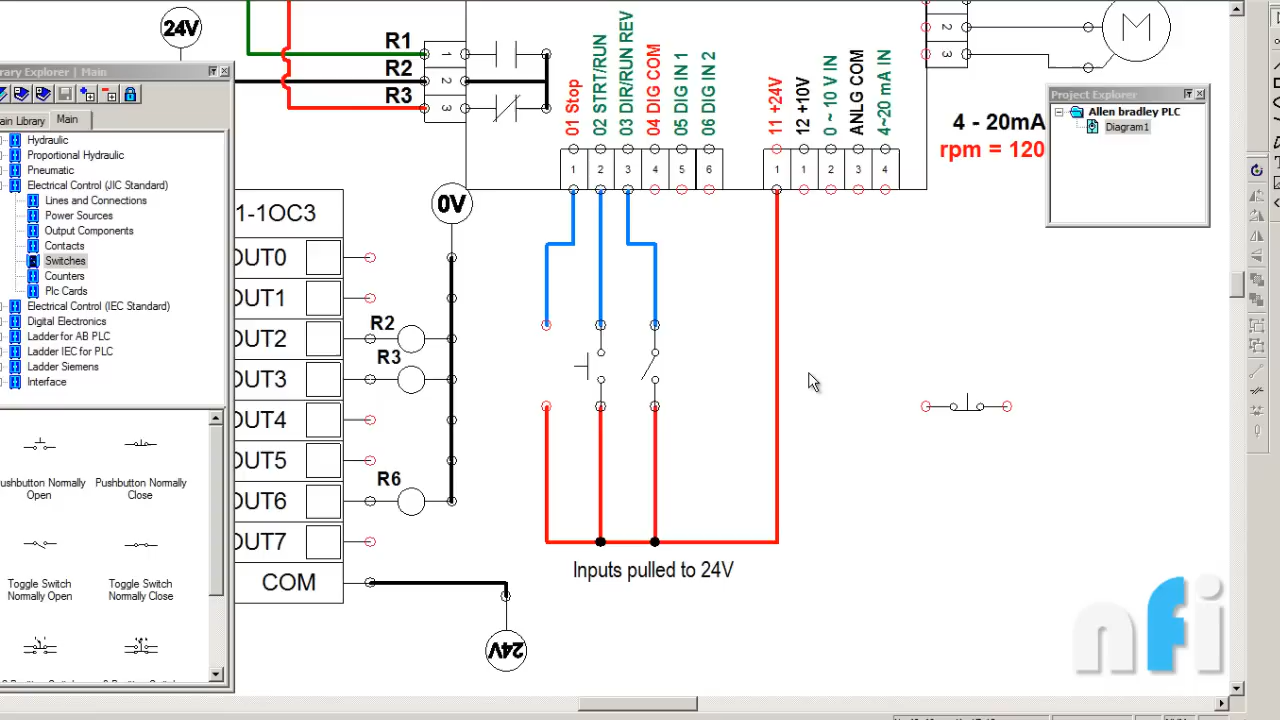 24V
R1
R2
R3
1
2
3
01 Stop
02 STRT/RUN
03 DIR/RUN REV
04 DIG COM
05 DIG IN 1
06 DIG IN 2
11 +24V
12 +10V
0 ~ 10 V IN
ANLG COM
4~20 mA IN
1
2
3
4
5
6
1
1
2
3
4
2
3
M
4 - 20mA
rpm = 120
Project Explorer
Allen bradley PLC
Diagram1
rary Explorer | Main
ain Library
Main
Hydraulic
Proportional Hydraulic
Pneumatic
Electrical Control (JIC Standard)
Lines and Connections
Power Sources
Output Components
Contacts
Switches
Counters
Plc Cards
Electrical Control (IEC Standard)
Digital Electronics
Ladder for AB PLC
Ladder IEC for PLC
Ladder Siemens
Interface
ushbutton Normally
Open
Pushbutton Normally
Close
Toggle Switch
Normally Open
Toggle Switch
Normally Close
1-1OC3
0V
OUT0
OUT1
OUT2
R2
OUT3
R3
OUT4
OUT5
OUT6
R6
OUT7
COM
24V
Inputs pulled to 24V
nfi